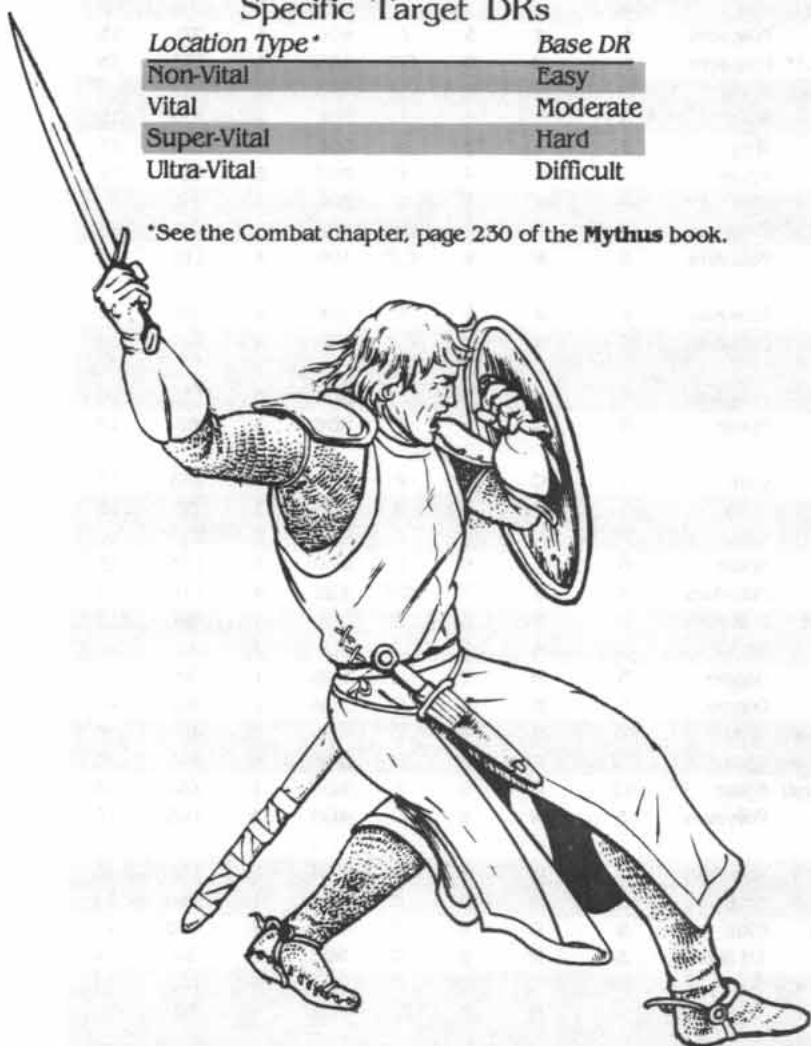 Specific Target DRs
Location Type* Base DR
Non-Vital Easy
Vital Moderate
Super-Vital Hard
Ultra-Vital Difficult
*See the Combat chapter, page 230 of the Mythus book.